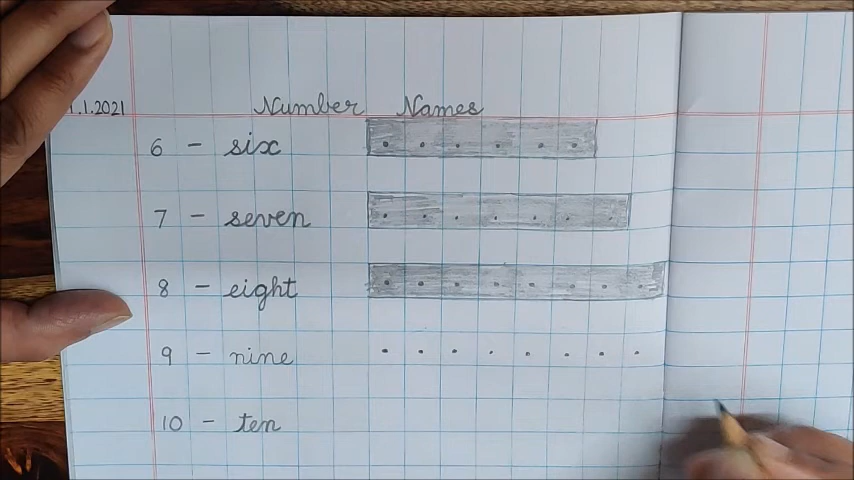 1.1.2021 Number Names
6 - six
7 - seven
8 - eight
9 - nine
10 - ten